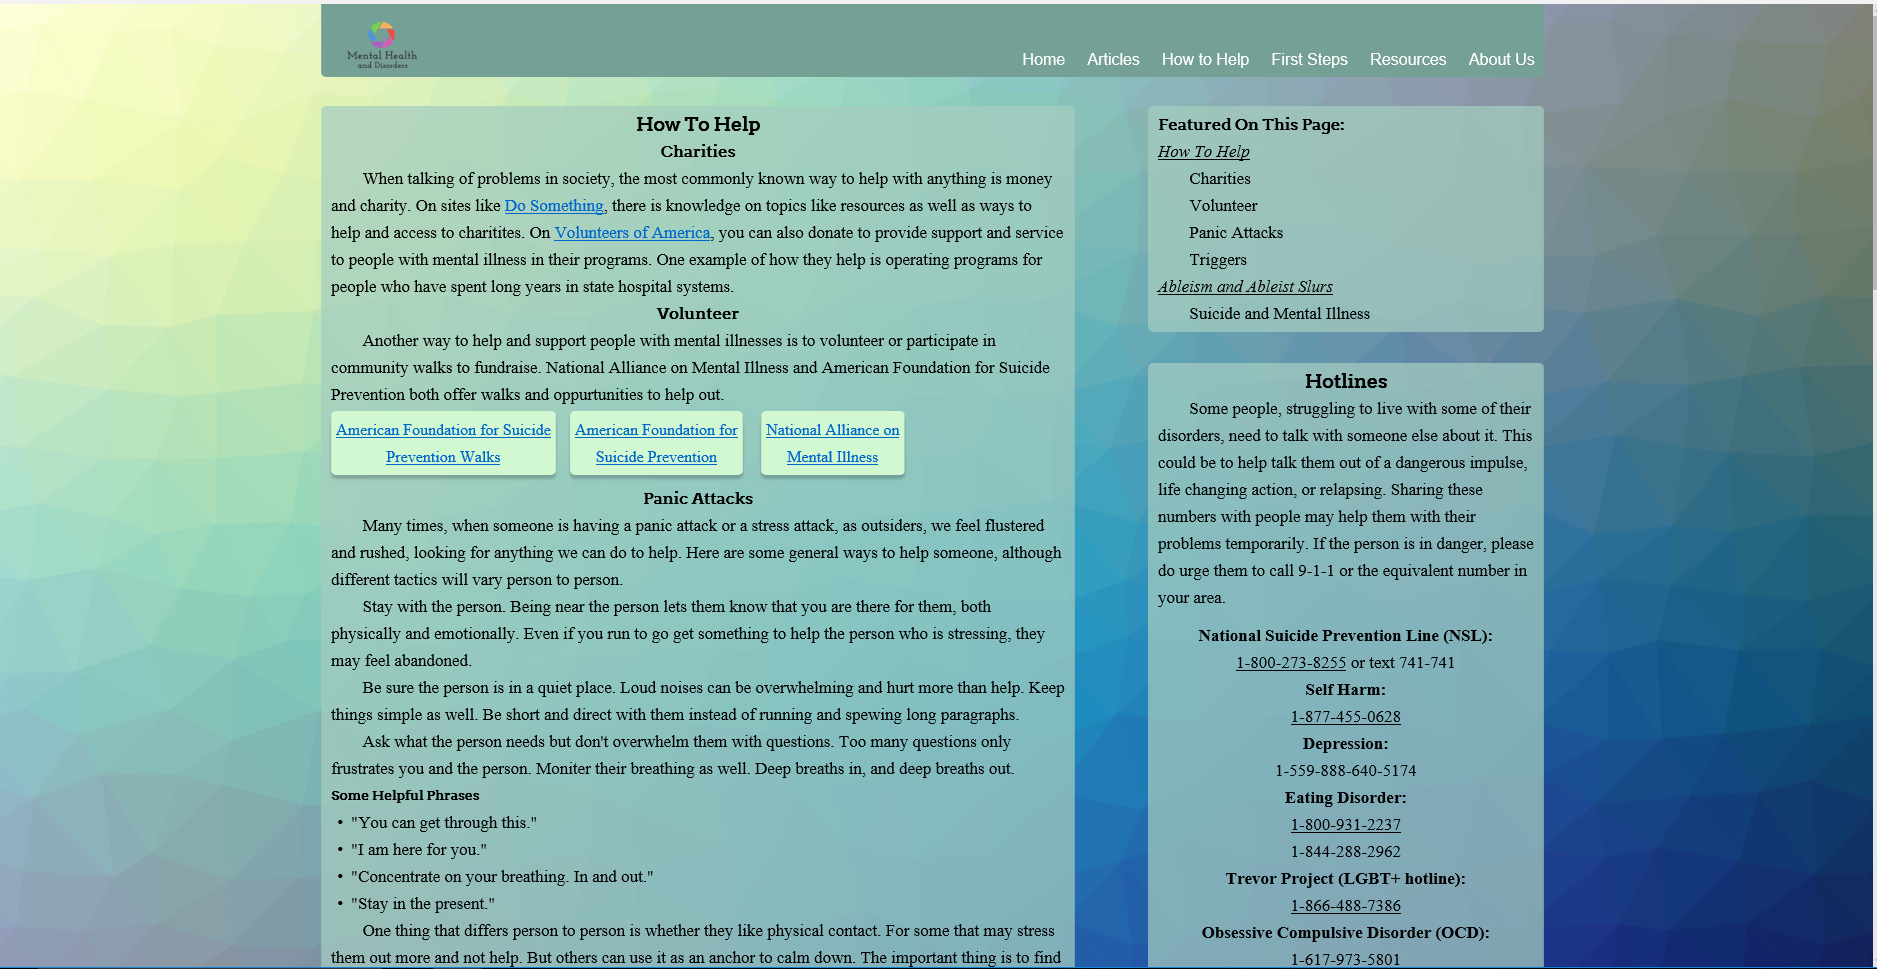 Mental Health
and Disorders
Home Articles How to Help First Steps Resources About Us
How To Help
Charities
When talking of problems in society, the most commonly known way to help with anything is money
and charity. On sites like Do Something, there is knowledge on topics like resources as well as ways to
help and access to charitites. On Volunteers of America, you can also donate to provide support and service
to people with mental illness in their programs. One example of how they help is operating programs for
people who have spent long years in state hospital systems.
Volunteer
Another way to help and support people with mental illnesses is to volunteer or participate in
community walks to fundraise. National Alliance on Mental Illness and American Foundation for Suicide
Prevention both offer walks and oppurtunities to help out.
American Foundation for Suicide
Prevention Walks
American Foundation for
Suicide Prevention
National Alliance on
Mental Illness
Panic Attacks
Many times, when someone is having a panic attack or a stress attack, as outsiders, we feel flustered
and rushed, looking for anything we can do to help. Here are some general ways to help someone, although
different tactics will vary person to person.
Stay with the person. Being near the person lets them know that you are there for them, both
physically and emotionally. Even if you run to go get something to help the person who is stressing, they
may feel abandoned.
Be sure the person is in a quiet place. Loud noises can be overwhelming and hurt more than help. Keep
things simple as well. Be short and direct with them instead of running and spewing long paragraphs.
Ask what the person needs but don't overwhelm them with questions. Too many questions only
frustrates you and the person. Moniter their breathing as well. Deep breaths in, and deep breaths out.
Some Helpful Phrases
• "You can get through this."
• "I am here for you."
• "Concentrate on your breathing. In and out."
• "Stay in the present."
One thing that differs person to person is whether they like physical contact. For some that may stress
them out more and not help. But others can use it as an anchor to calm down. The important thing is to find
Featured On This Page:
How To Help
Charities
Volunteer
Panic Attacks
Triggers
Ableism and Ableist Slurs
Suicide and Mental Illness
Hotlines
Some people, struggling to live with some of their
disorders, need to talk with someone else about it. This
could be to help talk them out of a dangerous impulse,
life changing action, or relapsing. Sharing these
numbers with people may help them with their
problems temporarily. If the person is in danger, please
do urge them to call 9-1-1 or the equivalent number in
your area.
National Suicide Prevention Line (NSL):
1-800-273-8255 or text 741-741
Self Harm:
1-877-455-0628
Depression:
1-559-888-640-5174
Eating Disorder:
1-800-931-2237
1-844-288-2962
Trevor Project (LGBT+ hotline):
1-866-488-7386
Obsessive Compulsive Disorder (OCD):
1-617-973-5801